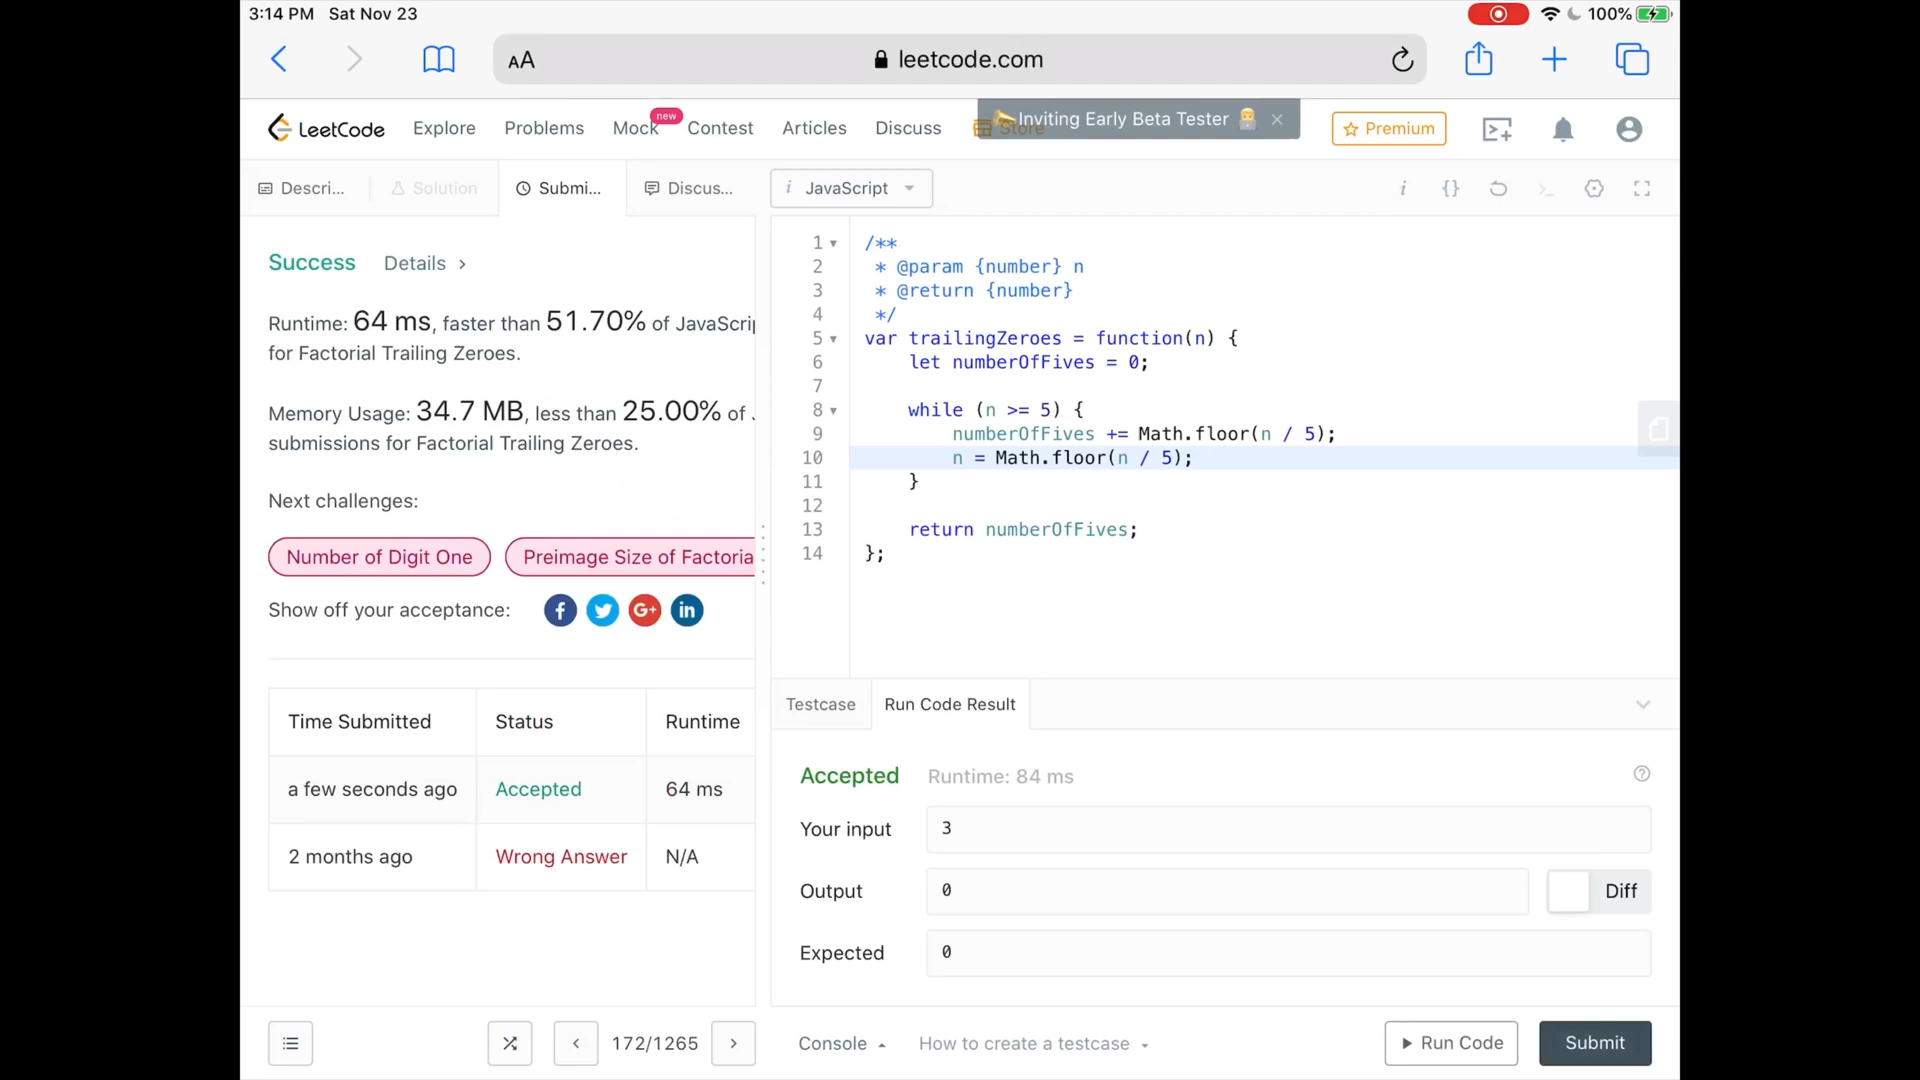 3:14 PM Sat Nov 23
100%
AA
leetcode.com
LeetCode
Explore
Problems
Mock
new
Contest
Articles
Discuss
Store
Inviting Early Beta Tester
Premium
Descri...
Solution
Submi...
Discus...
i JavaScript
i {} >_
Success Details >
Runtime: 64 ms, faster than 51.70% of JavaScrip
for Factorial Trailing Zeroes.
Memory Usage: 34.7 MB, less than 25.00% of
submissions for Factorial Trailing Zeroes.
Next challenges:
Number of Digit One
Preimage Size of Factoria
Show off your acceptance:
f G+ in
Time Submitted Status Runtime
a few seconds ago Accepted 64 ms
2 months ago Wrong Answer N/A
172/1265
1 /**
2 * @param {number} n
3 * @return {number}
4 */
5 var trailingZeroes = function(n) {
6 let numberOfFives = 0;
7
8 while (n >= 5) {
9 numberOfFives += Math.floor(n / 5);
10 n = Math.floor(n / 5);
11 }
12
13 return numberOfFives;
14 };
Testcase
Run Code Result
Accepted Runtime: 84 ms
Your input 3
Output 0 Diff
Expected 0
Console
How to create a testcase
Run Code
Submit